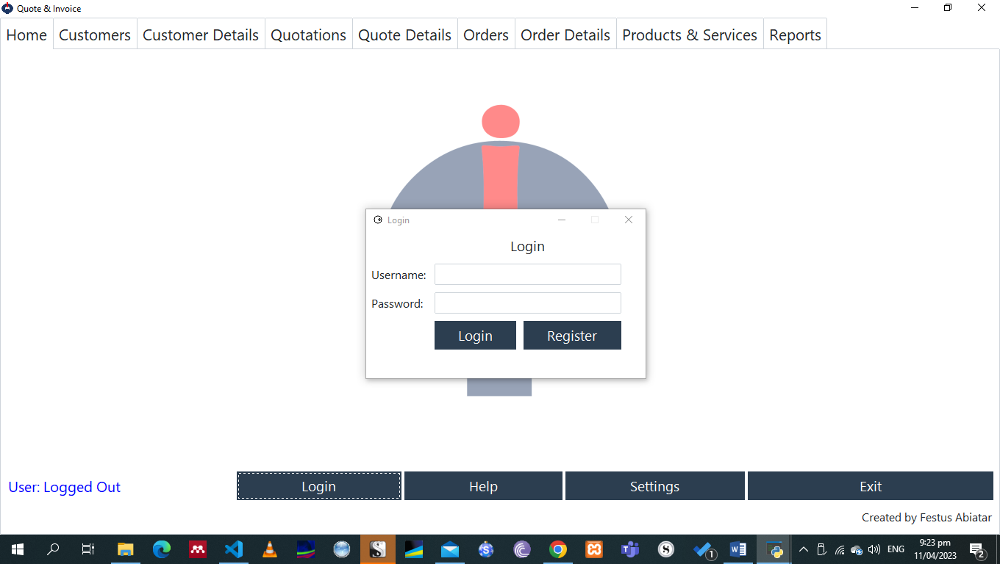 Quote & Invoice
Home Customers Customer Details Quotations Quote Details Orders Order Details Products & Services Reports
Login
Login
Username:
Password:
Login Register
User: Logged Out Login Help Settings Exit
Created by Festus Abiatar
ENG 9:23 pm
11/04/2023
1
2